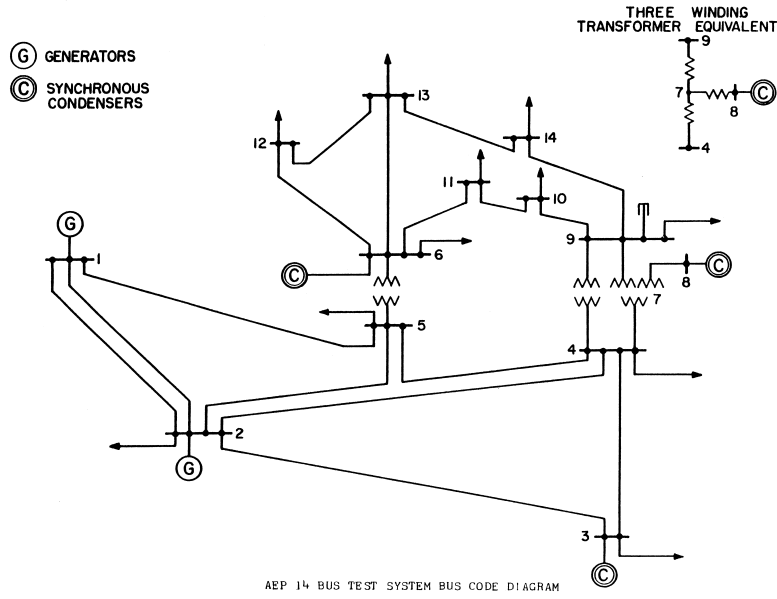 THREE WINDING
TRANSFORMER EQUIVALENT
9
7
C
8
4
G GENERATORS
C SYNCHRONOUS
CONDENSERS
13
12
14
11
10
G
1
9
6
C
C
8
7
5
4
2
G
3
C
AEP 14 BUS TEST SYSTEM BUS CODE DIAGRAM